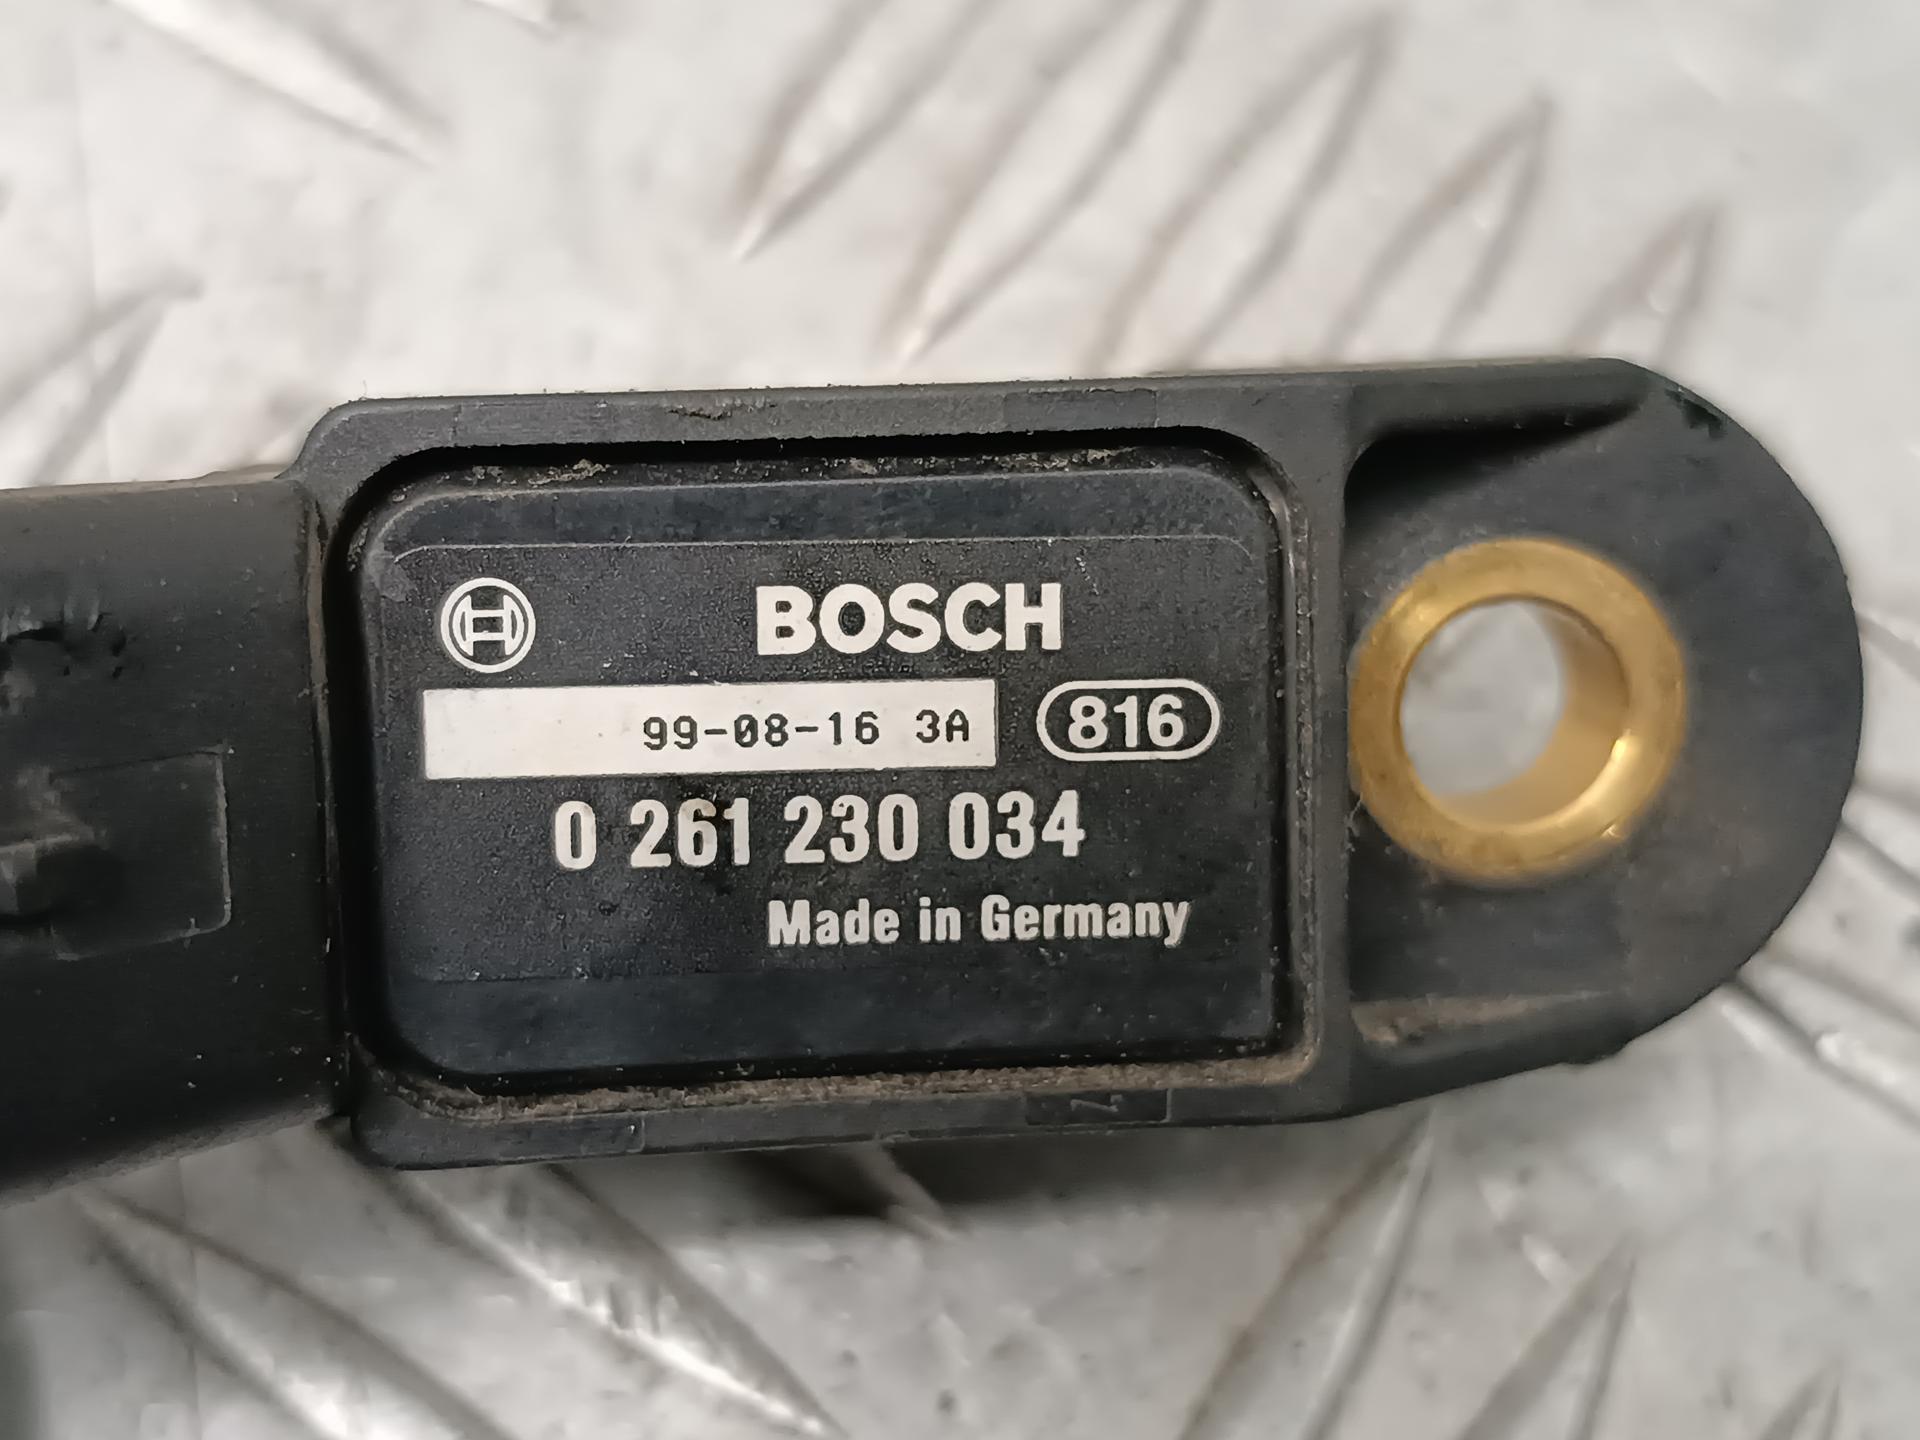 BOSCH
99-08-16 3A 816
0 261 230 034
Made in Germany